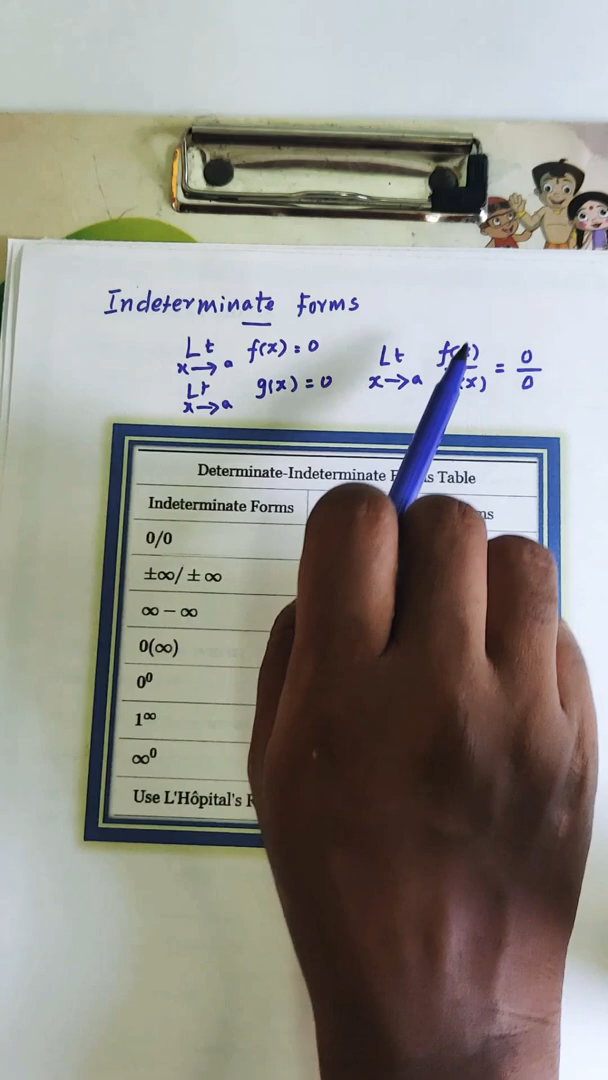 Indeterminate Forms
Lt x→a f(x) = 0
Lt x→a g(x) = 0
Lt x→a f(x)/(x) = 0/0
Determinate-Indeterminate Table
Indeterminate Forms
0/0
±∞/±∞
∞ − ∞
0(∞)
0⁰
1^∞
∞⁰
Use L'Hôpital's